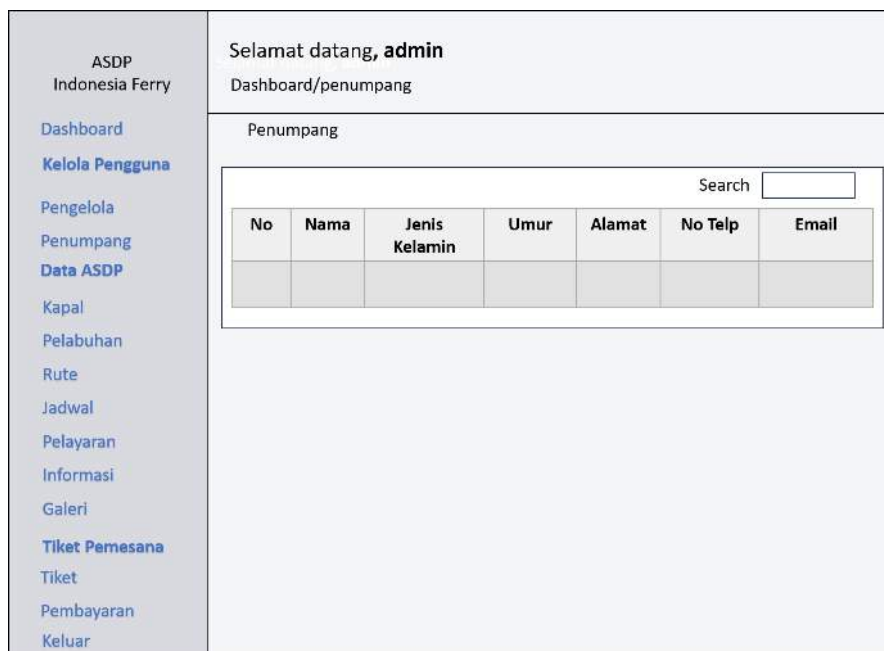 ASDP
Indonesia Ferry
Dashboard
Kelola Pengguna
Pengelola
Penumpang
Data ASDP
Kapal
Pelabuhan
Rute
Jadwal
Pelayaran
Informasi
Galeri
Tiket Pemesana
Tiket
Pembayaran
Keluar
Selamat datang, admin
Dashboard/penumpang
Penumpang
Search
No Nama Jenis Kelamin Umur Alamat No Telp Email